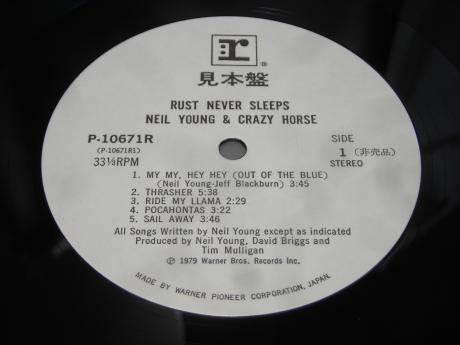 r®
見本盤
RUST NEVER SLEEPS
NEIL YOUNG & CRAZY HORSE
P-10671R
(P-10671R1)
33⅓RPM
SIDE
1 (非売品)
STEREO
1. MY MY, HEY HEY (OUT OF THE BLUE)
(Neil Young-Jeff Blackburn) 3:45
2. THRASHER 5:38
3. RIDE MY LLAMA 2:29
4. POCAHONTAS 3:22
5. SAIL AWAY 3:46
All Songs Written by Neil Young except as indicated
Produced by Neil Young, David Briggs and
Tim Mulligan
Ⓟ 1979 Warner Bros. Records Inc.
MADE BY WARNER PIONEER CORPORATION, JAPAN.